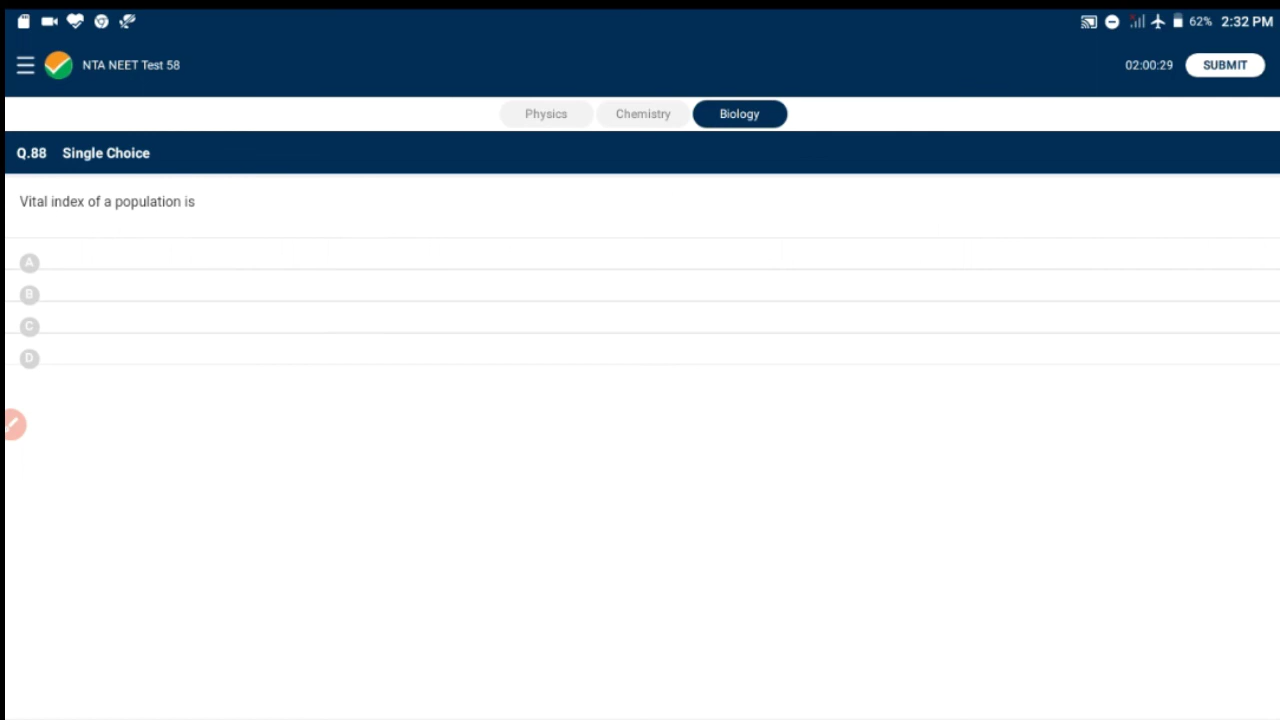 62% 2:32 PM
NTA NEET Test 58
02:00:29 SUBMIT
Physics Chemistry Biology
Q.88 Single Choice
Vital index of a population is
A
B
C
D